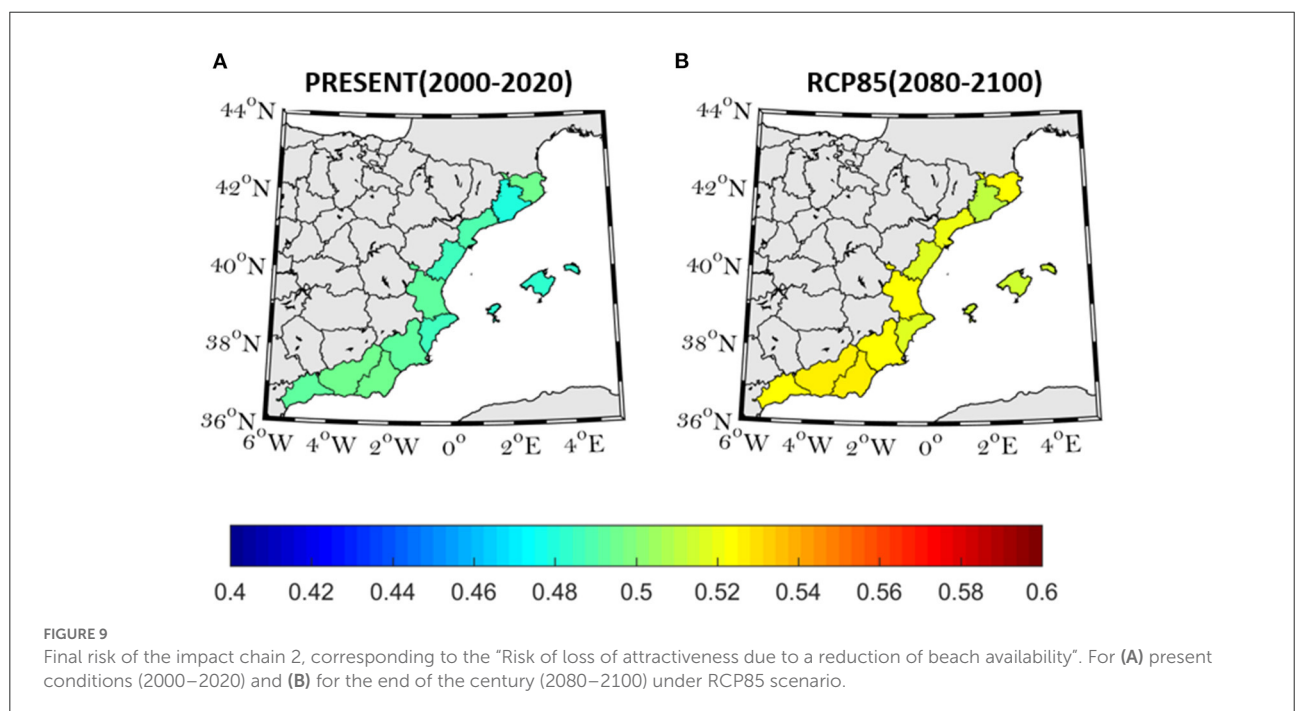 A
PRESENT(2000-2020)
44°N
42°N
40°N
38°N
36°N
6°W 4°W 2°W 0° 2°E 4°E
B
RCP85(2080-2100)
44°N
42°N
40°N
38°N
36°N
6°W 4°W 2°W 0° 2°E 4°E
0.4 0.42 0.44 0.46 0.48 0.5 0.52 0.54 0.56 0.58 0.6
FIGURE 9
Final risk of the impact chain 2, corresponding to the “Risk of loss of attractiveness due to a reduction of beach availability”. For (A) present
conditions (2000–2020) and (B) for the end of the century (2080–2100) under RCP85 scenario.